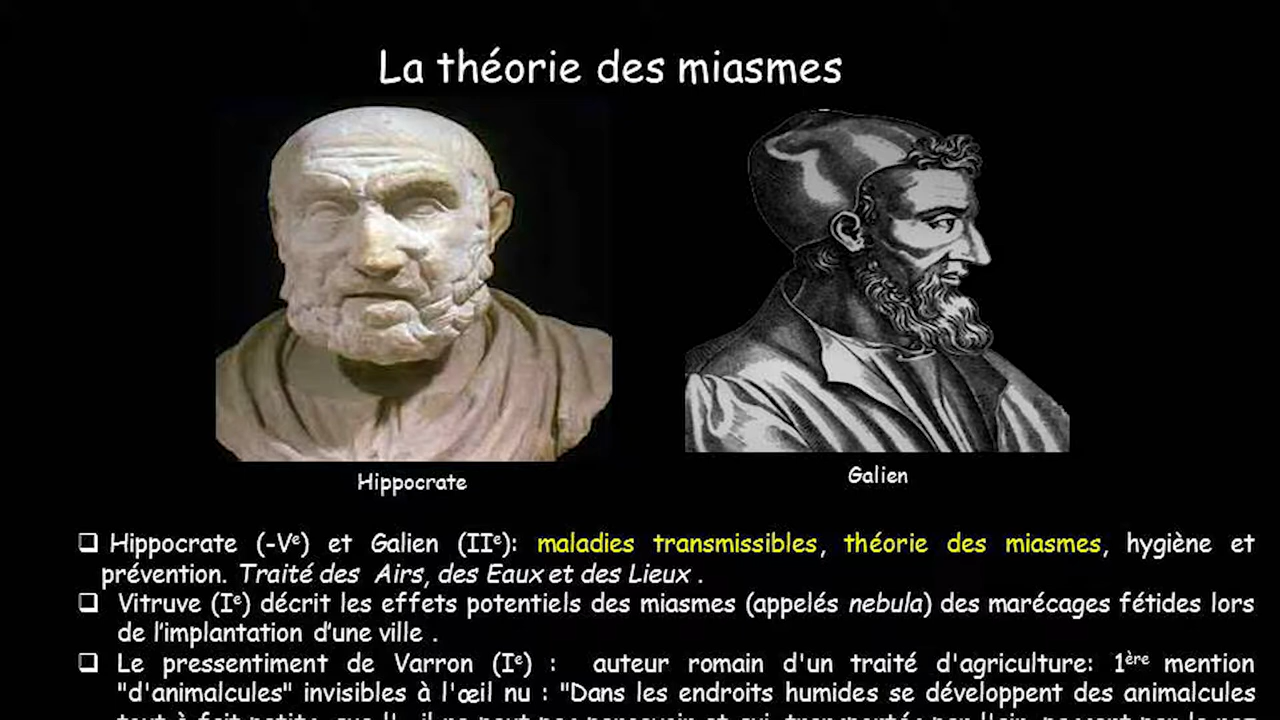 La théorie des miasmes
Hippocrate
Galien
❑ Hippocrate (-Vᵉ) et Galien (IIᵉ): maladies transmissibles, théorie des miasmes, hygiène et
prévention. Traité des Airs, des Eaux et des Lieux .
❑ Vitruve (Iᵉ) décrit les effets potentiels des miasmes (appelés nebula) des marécages fétides lors
de l'implantation d'une ville .
❑ Le pressentiment de Varron (Iᵉ) : auteur romain d'un traité d'agriculture: 1ᵉʳᵉ mention
"d'animalcules" invisibles à l'œil nu : "Dans les endroits humides se développent des animalcules